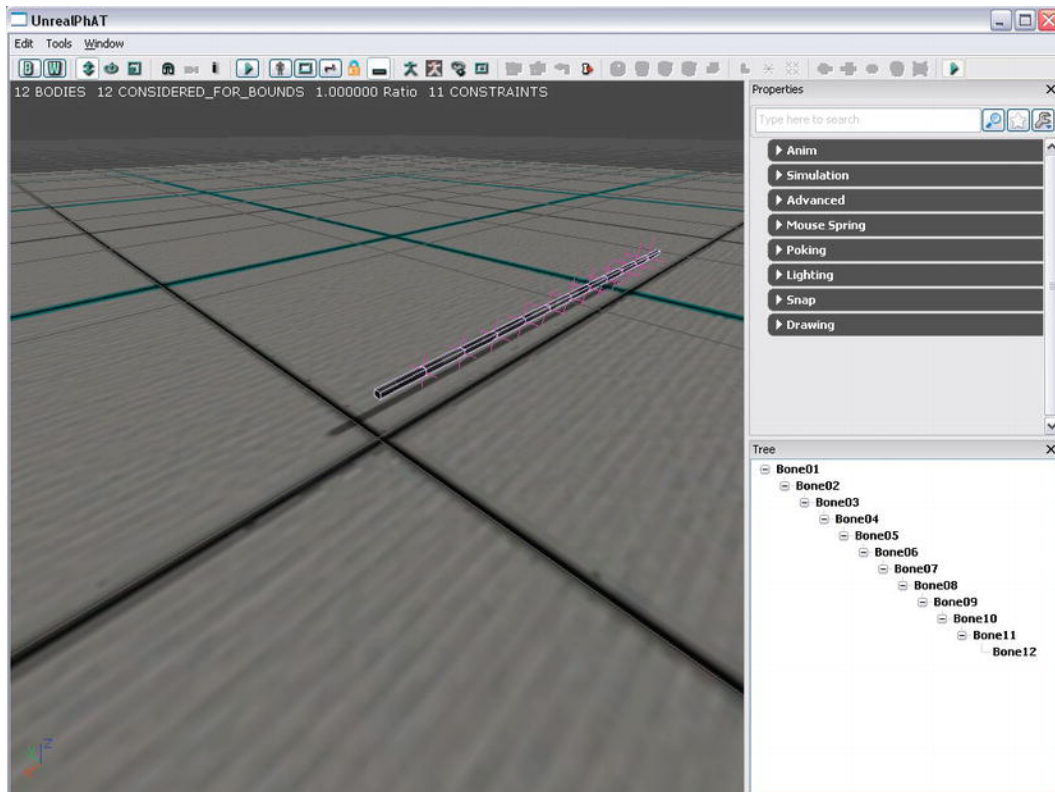 UnrealPhAT
Edit Tools Window
B W
12 BODIES 12 CONSIDERED_FOR_BOUNDS 1.000000 Ratio 11 CONSTRAINTS
Properties
Type here to search
Anim
Simulation
Advanced
Mouse Spring
Poking
Lighting
Snap
Drawing
Tree
Bone01
Bone02
Bone03
Bone04
Bone05
Bone06
Bone07
Bone08
Bone09
Bone10
Bone11
Bone12
X Z